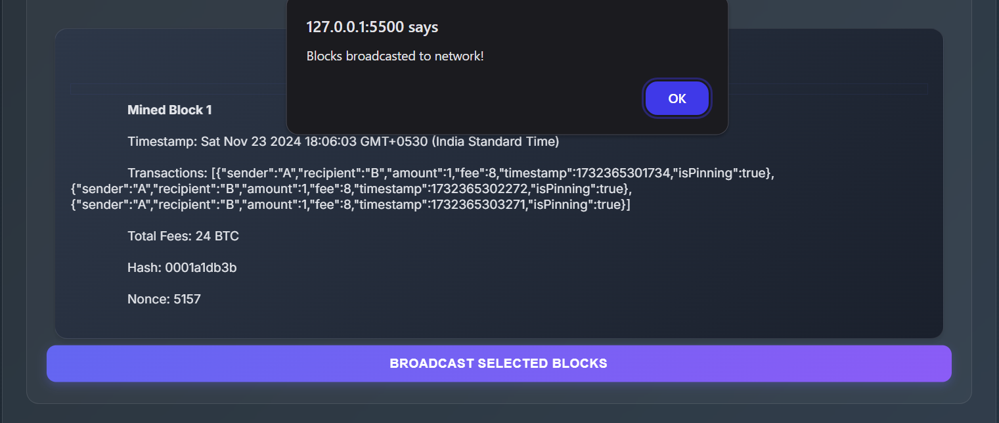 127.0.0.1:5500 says
Blocks broadcasted to network!
OK
Mined Block 1
Timestamp: Sat Nov 23 2024 18:06:03 GMT+0530 (India Standard Time)
Transactions: [{"sender":"A","recipient":"B","amount":1,"fee":8,"timestamp":1732365301734,"isPinning":true},
{"sender":"A","recipient":"B","amount":1,"fee":8,"timestamp":1732365302272,"isPinning":true},
{"sender":"A","recipient":"B","amount":1,"fee":8,"timestamp":1732365303271,"isPinning":true}]
Total Fees: 24 BTC
Hash: 0001a1db3b
Nonce: 5157
BROADCAST SELECTED BLOCKS